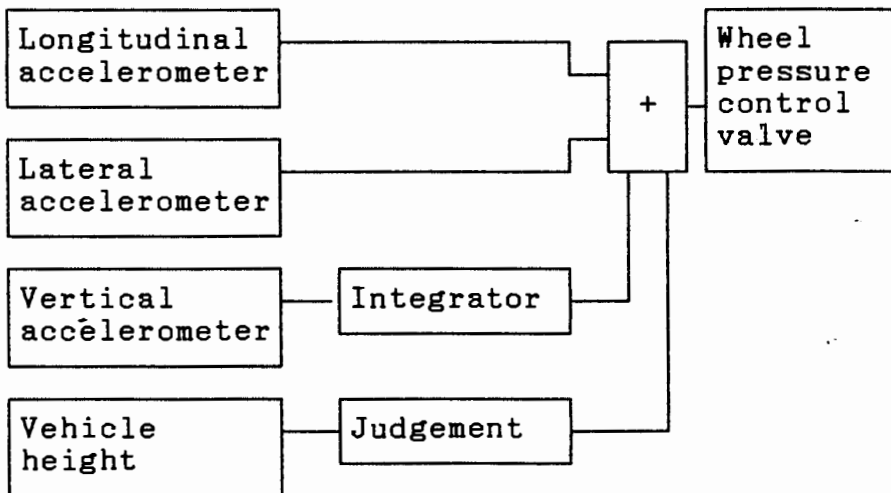 Longitudinal
accelerometer
+
Wheel
pressure
control
valve
Lateral
accelerometer
Vertical
accelerometer
Integrator
Vehicle
height
Judgement